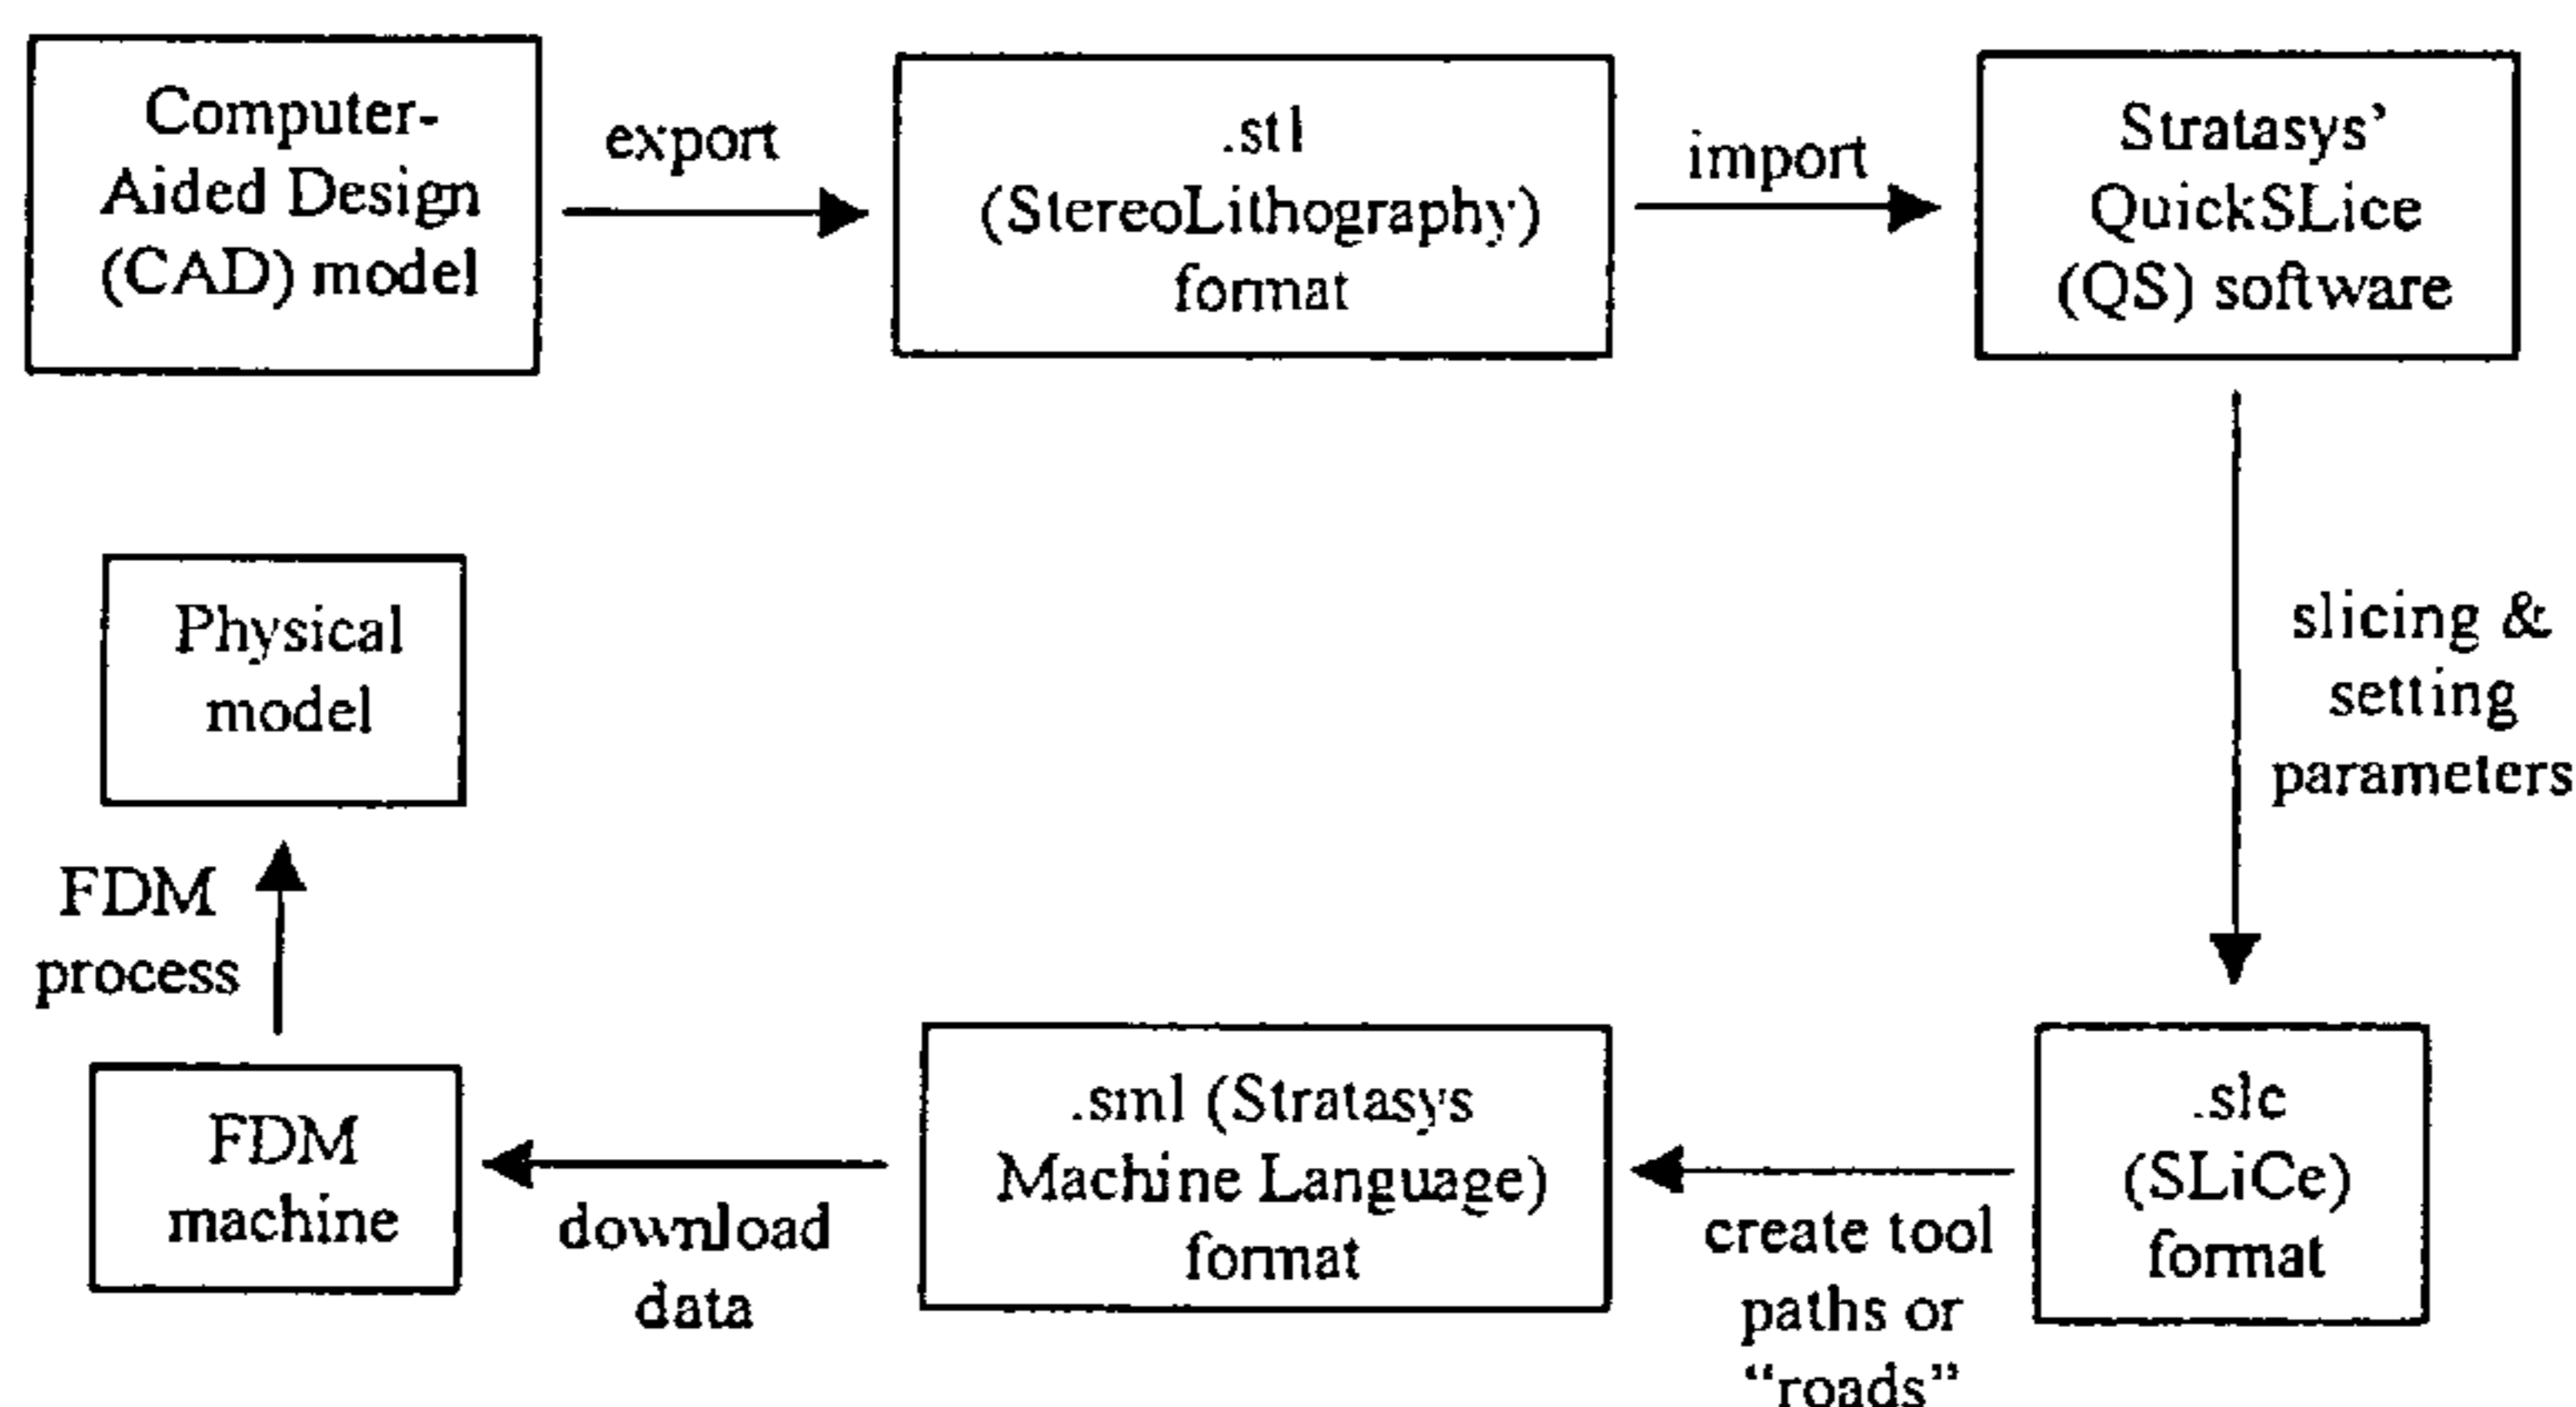 Computer-
Aided Design
(CAD) model
export
.stl
(StereoLithography)
format
import
Stratasys'
QuickSLice
(QS) software
slicing &
setting
parameters
.slc
(SLiCe)
format
create tool
paths or
“roads”
.sml (Stratasys
Machine Language)
format
download
data
FDM
machine
FDM
process
Physical
model